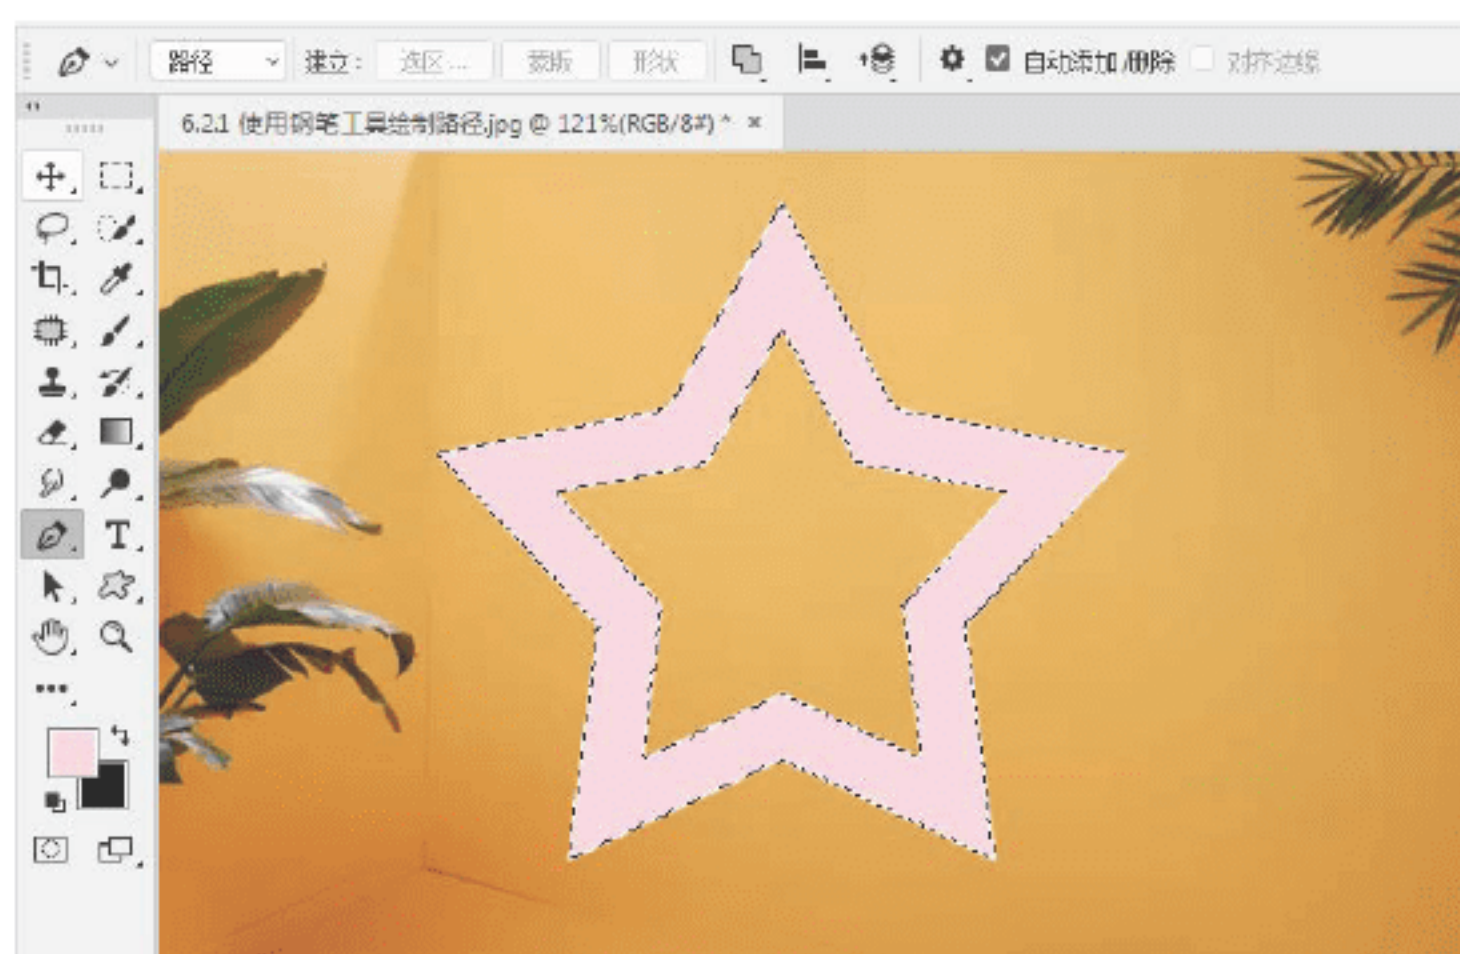 路径 建立: 选区... 蒙版 形状 自动添加/删除 对齐边缘
6.2.1 使用钢笔工具绘制路径.jpg @ 121%(RGB/8#) * ×
T